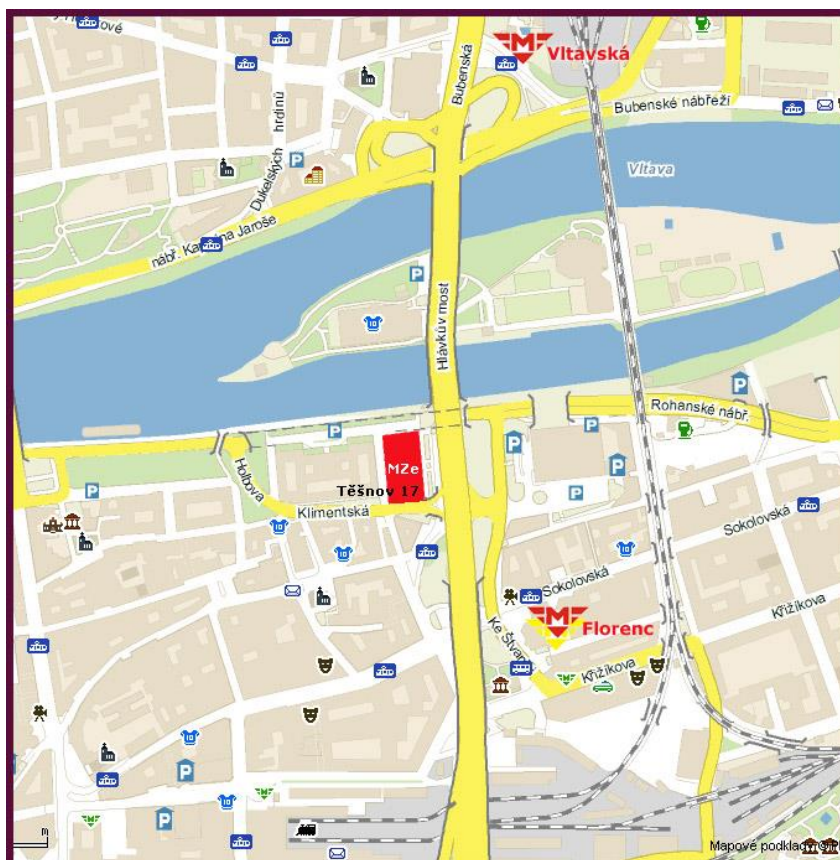 Vltavská
Bubenská
Bubenské nábřeží
Dukelských hrdinů
Vltava
nábř. Kapitána Jaroše
Hlávkův most
Rohanské nábř.
MZe
Těšnov 17
Holbova
Klimentská
Sokolovská
Sokolovská
Křižíkova
Florenc
Ke Štvanici
Křižíkova
Mapové podklady